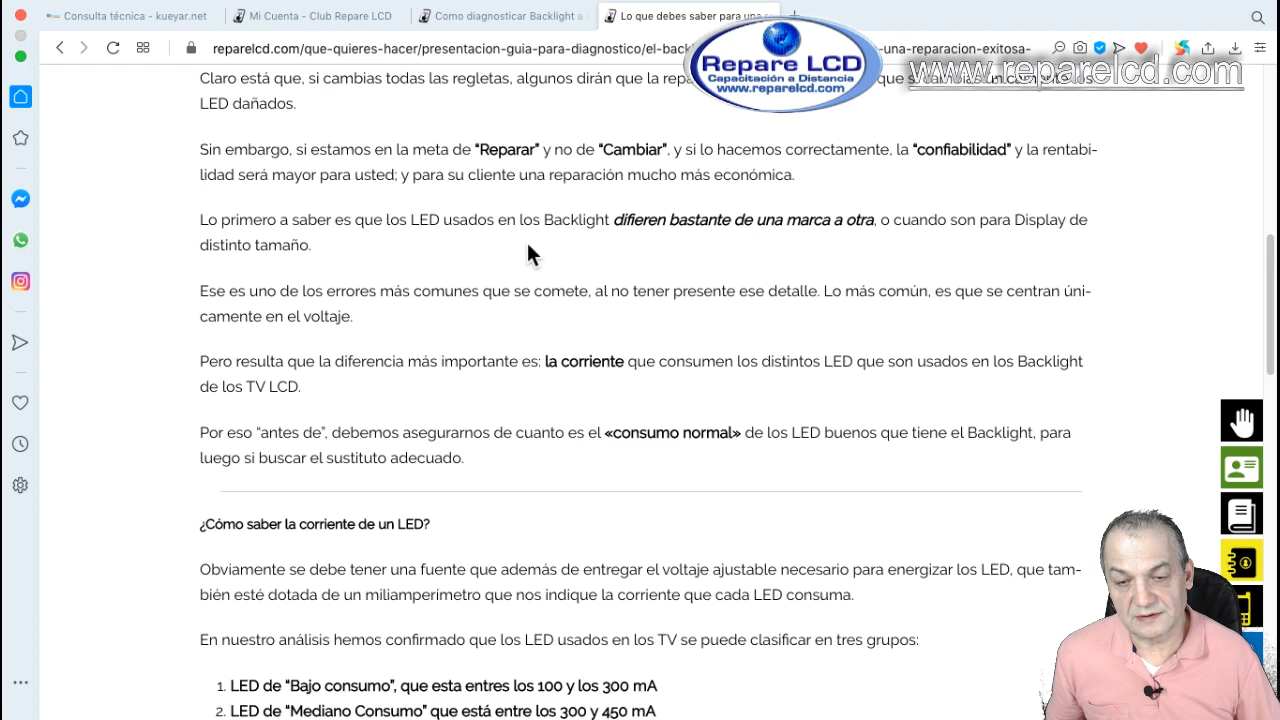 Consulta técnica - kueyar.net
Mi Cuenta - Club Repare LCD
Como diagnosticar Backlight a
Lo que debes saber para una
reparelcd.com/que-quieres-hacer/presentacion-guia-para-diagnostico/el-back
una-reparacion-exitosa-
Repare LCD
Capacitación a Distancia
www.reparelcd.com
www.reparelcd.com
Claro está que, si cambias todas las regletas, algunos dirán que la
LED dañados.
Sin embargo, si estamos en la meta de “Reparar” y no de “Cambiar”, y si lo hacemos correctamente, la “confiabilidad” y la rentabi-
lidad será mayor para usted; y para su cliente una reparación mucho más económica.
Lo primero a saber es que los LED usados en los Backlight difieren bastante de una marca a otra, o cuando son para Display de
distinto tamaño.
Ese es uno de los errores más comunes que se comete, al no tener presente ese detalle. Lo más común, es que se centran úni-
camente en el voltaje.
Pero resulta que la diferencia más importante es: la corriente que consumen los distintos LED que son usados en los Backlight
de los TV LCD.
Por eso “antes de”, debemos asegurarnos de cuanto es el «consumo normal» de los LED buenos que tiene el Backlight, para
luego si buscar el sustituto adecuado.
¿Cómo saber la corriente de un LED?
Obviamente se debe tener una fuente que además de entregar el voltaje ajustable necesario para energizar los LED, que tam-
bién esté dotada de un miliamperímetro que nos indique la corriente que cada LED consuma.
En nuestro análisis hemos confirmado que los LED usados en los TV se puede clasificar en tres grupos:
1. LED de “Bajo consumo”, que esta entres los 100 y los 300 mA
2. LED de “Mediano Consumo” que está entre los 300 y 450 mA